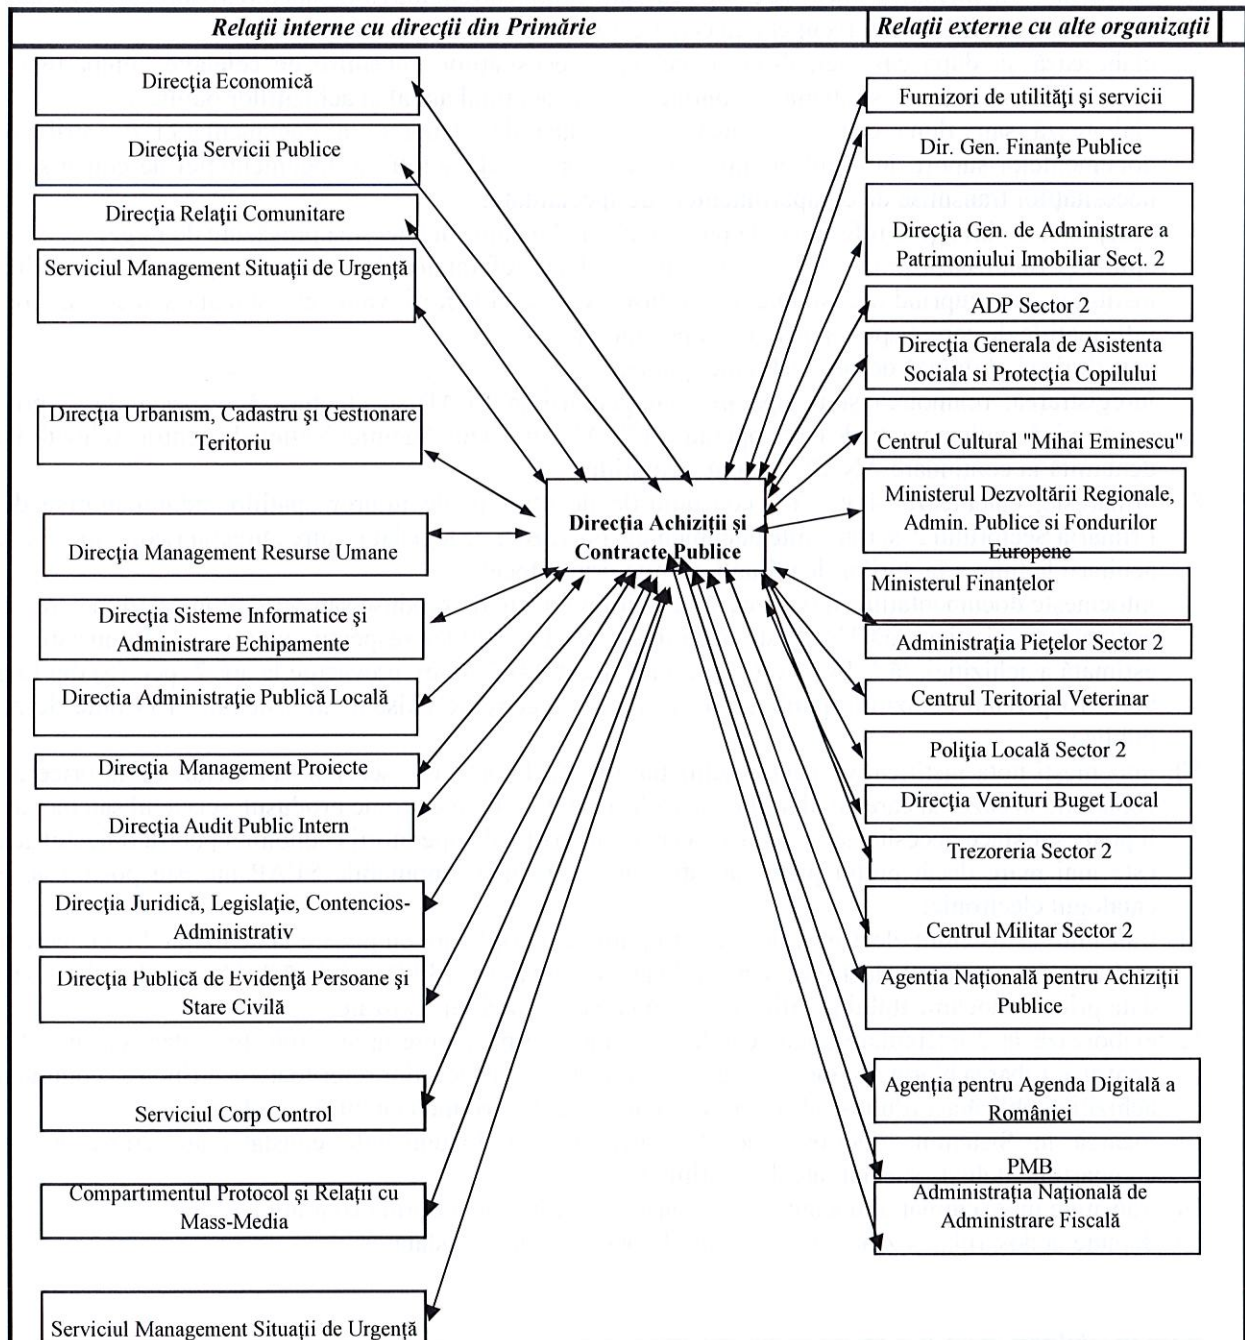 Relaţii interne cu direcţii din Primărie
Relaţii externe cu alte organizaţii
Direcţia Economică
Direcţia Servicii Publice
Direcţia Relaţii Comunitare
Serviciul Management Situaţii de Urgenţă
Direcţia Urbanism, Cadastru şi Gestionare
Teritoriu
Direcţia Management Resurse Umane
Direcţia Sisteme Informatice şi
Administrare Echipamente
Directia Administraţie Publică Locală
Direcţia Management Proiecte
Direcţia Audit Public Intern
Direcţia Juridică, Legislaţie, Contencios-
Administrativ
Direcţia Publică de Evidenţă Persoane şi
Stare Civilă
Serviciul Corp Control
Compartimentul Protocol și Relații cu
Mass-Media
Serviciul Management Situații de Urgență
Direcţia Achiziţii şi
Contracte Publice
Furnizori de utilităţi şi servicii
Dir. Gen. Finanţe Publice
Direcţia Gen. de Administrare a
Patrimoniului Imobiliar Sect. 2
ADP Sector 2
Direcţia Generala de Asistenta
Sociala si Protecţia Copilului
Centrul Cultural "Mihai Eminescu"
Ministerul Dezvoltării Regionale,
Admin. Publice si Fondurilor
Europene
Ministerul Finanțelor
Administraţia Pieţelor Sector 2
Centrul Teritorial Veterinar
Poliţia Locală Sector 2
Direcţia Venituri Buget Local
Trezoreria Sector 2
Centrul Militar Sector 2
Agentia Naţională pentru Achiziții
Publice
Agenția pentru Agenda Digitală a
României
PMB
Administraţia Naţională de
Administrare Fiscală